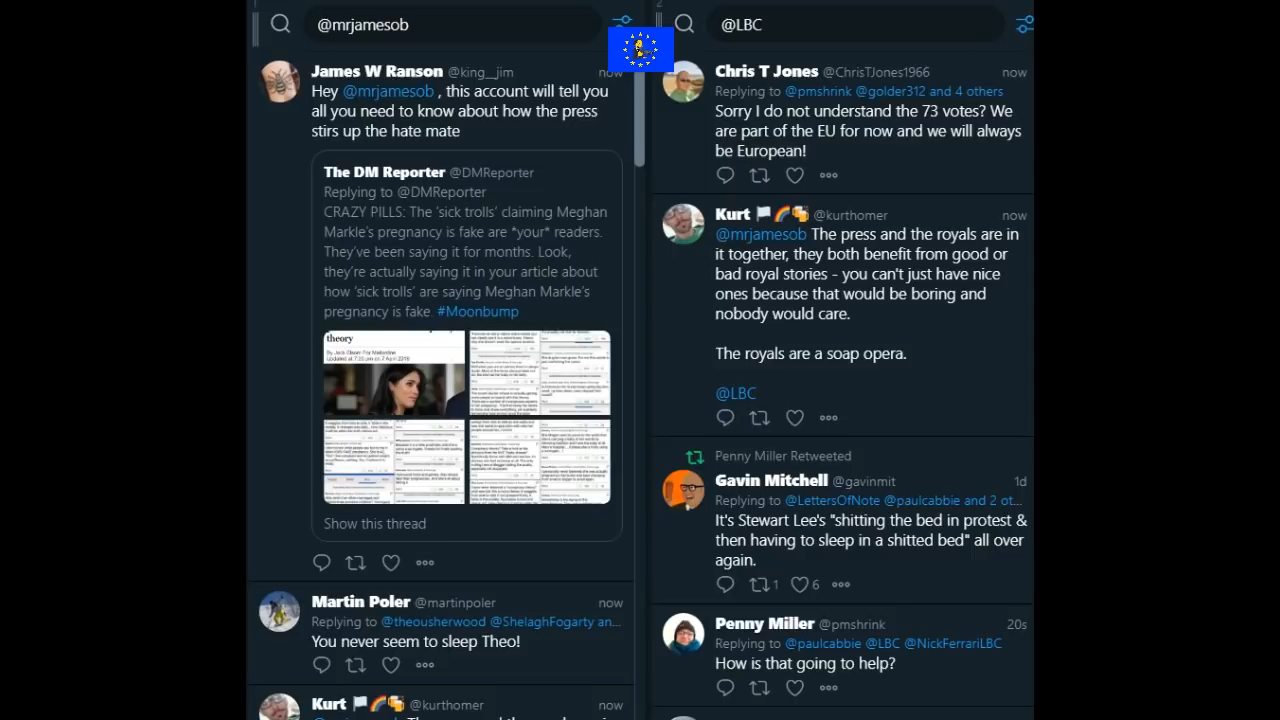 1
@mrjamesob
James W Ranson @king__jim now
Hey @mrjamesob , this account will tell you
all you need to know about how the press
stirs up the hate mate
The DM Reporter @DMReporter
Replying to @DMReporter
CRAZY PILLS: The 'sick trolls' claiming Meghan
Markle's pregnancy is fake are *your* readers.
They've been saying it for months. Look,
they're actually saying it in your article about
how 'sick trolls' are saying Meghan Markle's
pregnancy is fake. #Moonbump
theory
Show this thread
Martin Poler @martinpoler now
Replying to @theousherwood @ShelaghFogarty an...
You never seem to sleep Theo!
Kurt @kurthomer now
2
@LBC
Chris T Jones @ChrisTJones1966 now
Replying to @pmshrink @golder312 and 4 others
Sorry I do not understand the 73 votes? We
are part of the EU for now and we will always
be European!
Kurt @kurthomer now
@mrjamesob The press and the royals are in
it together, they both benefit from good or
bad royal stories - you can't just have nice
ones because that would be boring and
nobody would care.
The royals are a soap opera.
@LBC
Penny Miller Retweeted
Gavin Mitchell @gavinmit 1d
Replying to @LettersOfNote @paulcabbie and 2 ot...
It's Stewart Lee's "shitting the bed in protest &
then having to sleep in a shitted bed" all over
again.
1 6
Penny Miller @pmshrink 20s
Replying to @paulcabbie @LBC @NickFerrariLBC
How is that going to help?